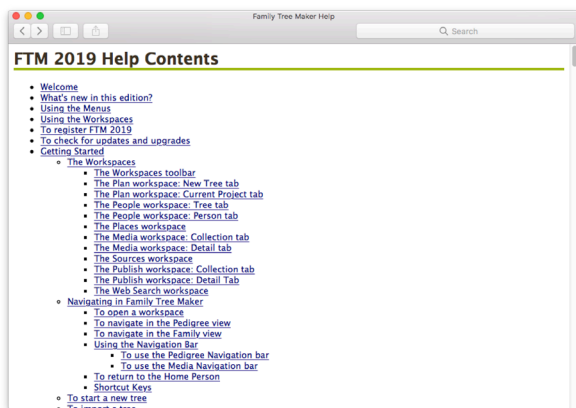 Family Tree Maker Help
Search
FTM 2019 Help Contents
Welcome
What's new in this edition?
Using the Menus
Using the Workspaces
To register FTM 2019
To check for updates and upgrades
Getting Started
The Workspaces
The Workspaces toolbar
The Plan workspace: New Tree tab
The Plan workspace: Current Project tab
The People workspace: Tree tab
The People workspace: Person tab
The Places workspace
The Media workspace: Collection tab
The Media workspace: Detail tab
The Sources workspace
The Publish workspace: Collection tab
The Publish workspace: Detail Tab
The Web Search workspace
Navigating in Family Tree Maker
To open a workspace
To navigate in the Pedigree view
To navigate in the Family view
Using the Navigation Bar
To use the Pedigree Navigation bar
To use the Media Navigation bar
To return to the Home Person
Shortcut Keys
To start a new tree
To import a tree